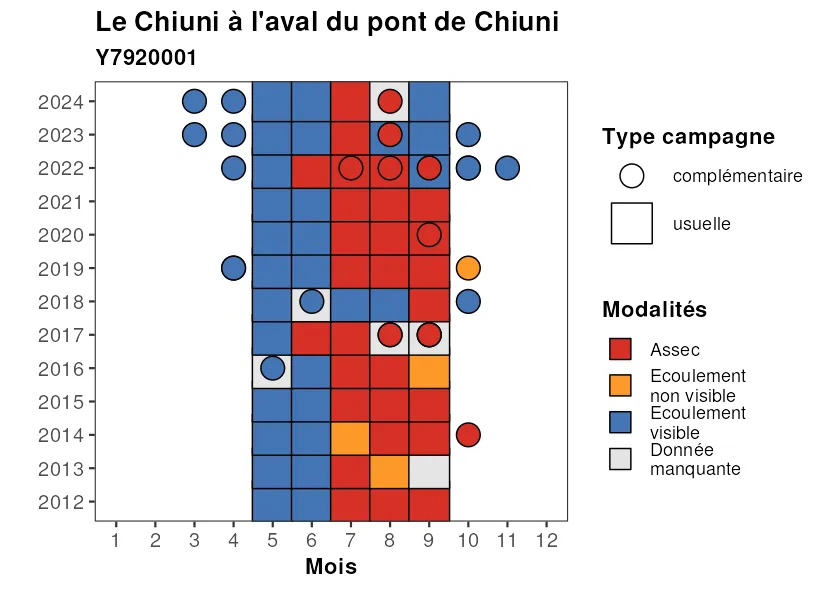 Le Chiuni à l'aval du pont de Chiuni
Y7920001
2024
2023
2022
2021
2020
2019
2018
2017
2016
2015
2014
2013
2012
1 2 3 4 5 6 7 8 9 10 11 12
Mois
Type campagne
complémentaire
usuelle
Modalités
Assec
Ecoulement
non visible
Ecoulement
visible
Donnée
manquante